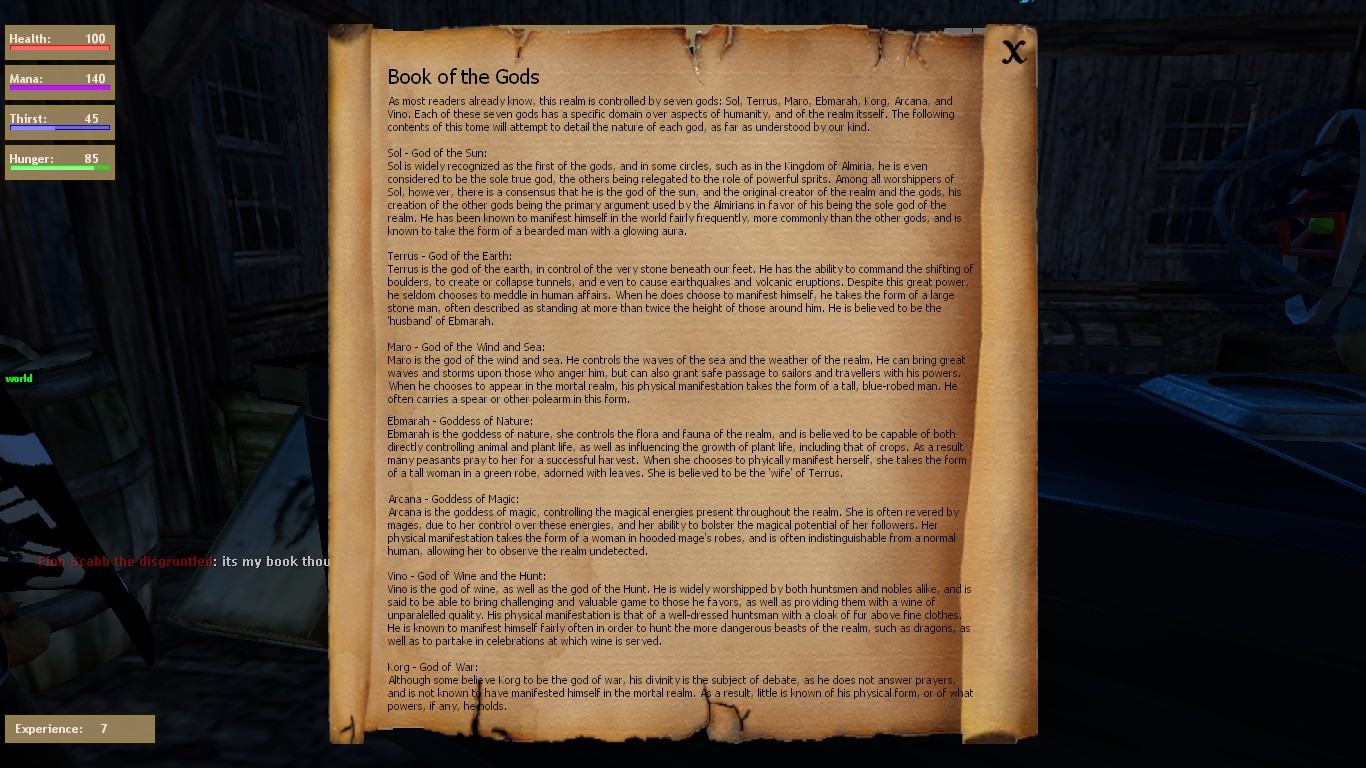 Health: 100
Mana: 140
Thirst: 45
Hunger: 85
X
Book of the Gods
As most readers already know, this realm is controlled by seven gods: Sol, Terrus, Maro, Ebmarah, Korg, Arcana, and
Vino. Each of these seven gods has a specific domain over aspects of humanity, and of the realm itsself. The following
contents of this tome will attempt to detail the nature of each god, as far as understood by our kind.
Sol - God of the Sun:
Sol is widely recognized as the first of the gods, and in some circles, such as in the Kingdom of Almiria, he is even
considered to be the sole true god, the others being relegated to the role of powerful sprits. Among all worshippers of
Sol, however, there is a consensus that he is the god of the sun, and the original creator of the realm and the gods, his
creation of the other gods being the primary argument used by the Almirians in favor of his being the sole god of the
realm. He has been known to manifest himself in the world fairly frequently, more commonly than the other gods, and is
known to take the form of a bearded man with a glowing aura.
Terrus - God of the Earth:
Terrus is the god of the earth, in control of the very stone beneath our feet. He has the ability to command the shifting of
boulders, to create or collapse tunnels, and even to cause earthquakes and volcanic eruptions. Despite this great power,
he seldom chooses to meddle in human affairs. When he does choose to manifest himself, he takes the form of a large
stone man, often described as standing at more than twice the height of those around him. He is believed to be the
'husband' of Ebmarah.
Maro - God of the Wind and Sea:
Maro is the god of the wind and sea. He controls the waves of the sea and the weather of the realm. He can bring great
waves and storms upon those who anger him, but can also grant safe passage to sailors and travellers with his powers.
When he chooses to appear in the mortal realm, his physical manifestation takes the form of a tall, blue-robed man. He
often carries a spear or other polearm in this form.
Ebmarah - Goddess of Nature:
Ebmarah is the goddess of nature, she controls the flora and fauna of the realm, and is believed to be capable of both
directly controlling animal and plant life, as well as influencing the growth of plant life, including that of crops. As a result
many peasants pray to her for a successful harvest. When she chooses to phyically manifest herself, she takes the form
of a tall woman in a green robe, adorned with leaves. She is believed to be the 'wife' of Terrus.
Arcana - Goddess of Magic:
Arcana is the goddess of magic, controlling the magical energies present throughout the realm. She is often revered by
mages, due to her control over these energies, and her ability to bolster the magical potential of her followers. Her
physical manifestation takes the form of a woman in hooded mage's robes, and is often indistinguishable from a normal
human, allowing her to observe the realm undetected.
Vino - God of Wine and the Hunt:
Vino is the god of wine, as well as the god of the Hunt. He is widely worshipped by both huntsmen and nobles alike, and is
said to be able to bring challenging and valuable game to those he favors, as well as providing them with a wine of
unparalelled quality. His physical manifestation is that of a well-dressed huntsman with a cloak of fur above fine clothes.
He is known to manifest himself fairly often in order to hunt the more dangerous beasts of the realm, such as dragons, as
well as to partake in celebrations at which wine is served.
Korg - God of War:
Although some believe Korg to be the god of war, his divinity is the subject of debate, as he does not answer prayers,
and is not known to have manifested himself in the mortal realm. As a result, little is known of his physical form, or of what
powers, if any, he holds.
world
Scabb the disgruntled: its my book thou
Experience: 7